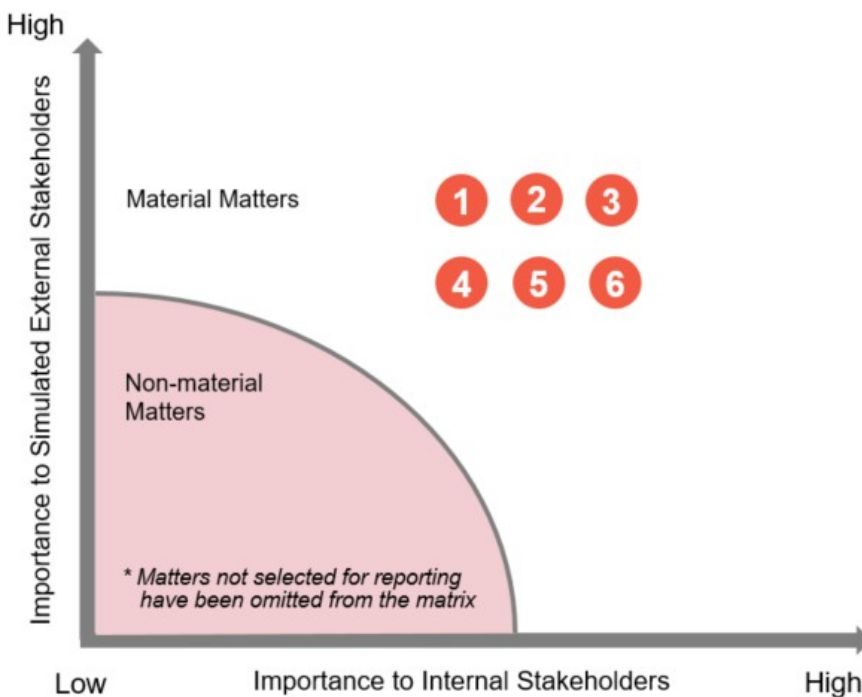 High
Importance to Simulated External Stakeholders
Material Matters
1 2 3
4 5 6
Non-material
Matters
* Matters not selected for reporting
have been omitted from the matrix
Low
Importance to Internal Stakeholders
High